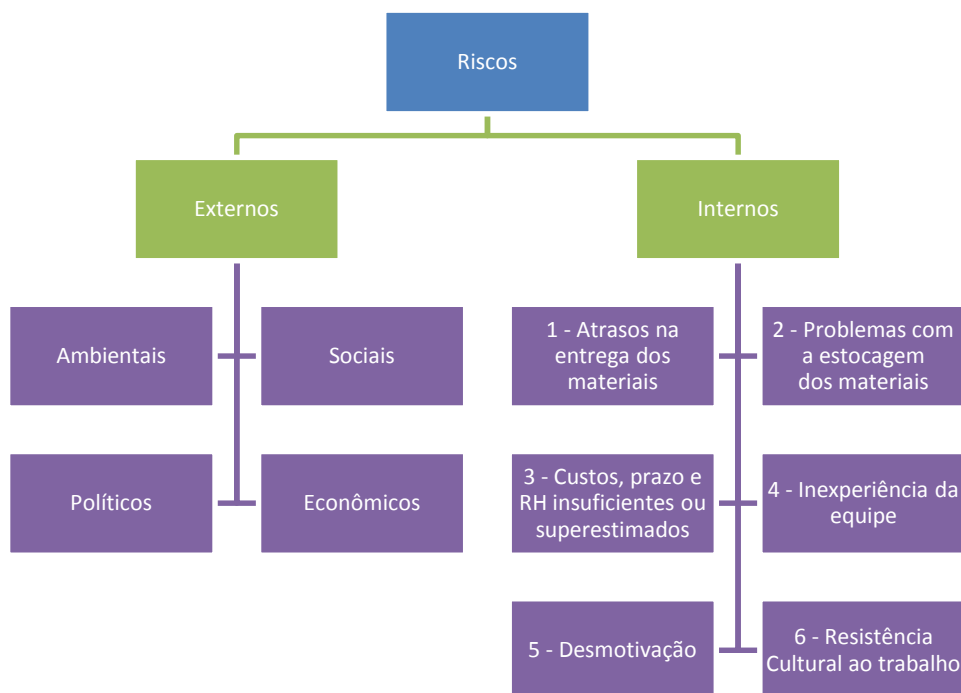 Riscos
Externos
Internos
Ambientais
Sociais
Políticos
Econômicos
1 - Atrasos na
entrega dos
materiais
2 - Problemas com
a estocagem
dos materiais
3 - Custos, prazo e
RH insuficientes ou
superestimados
4 - Inexperiência da
equipe
5 - Desmotivação
6 - Resistência
Cultural ao trabalho